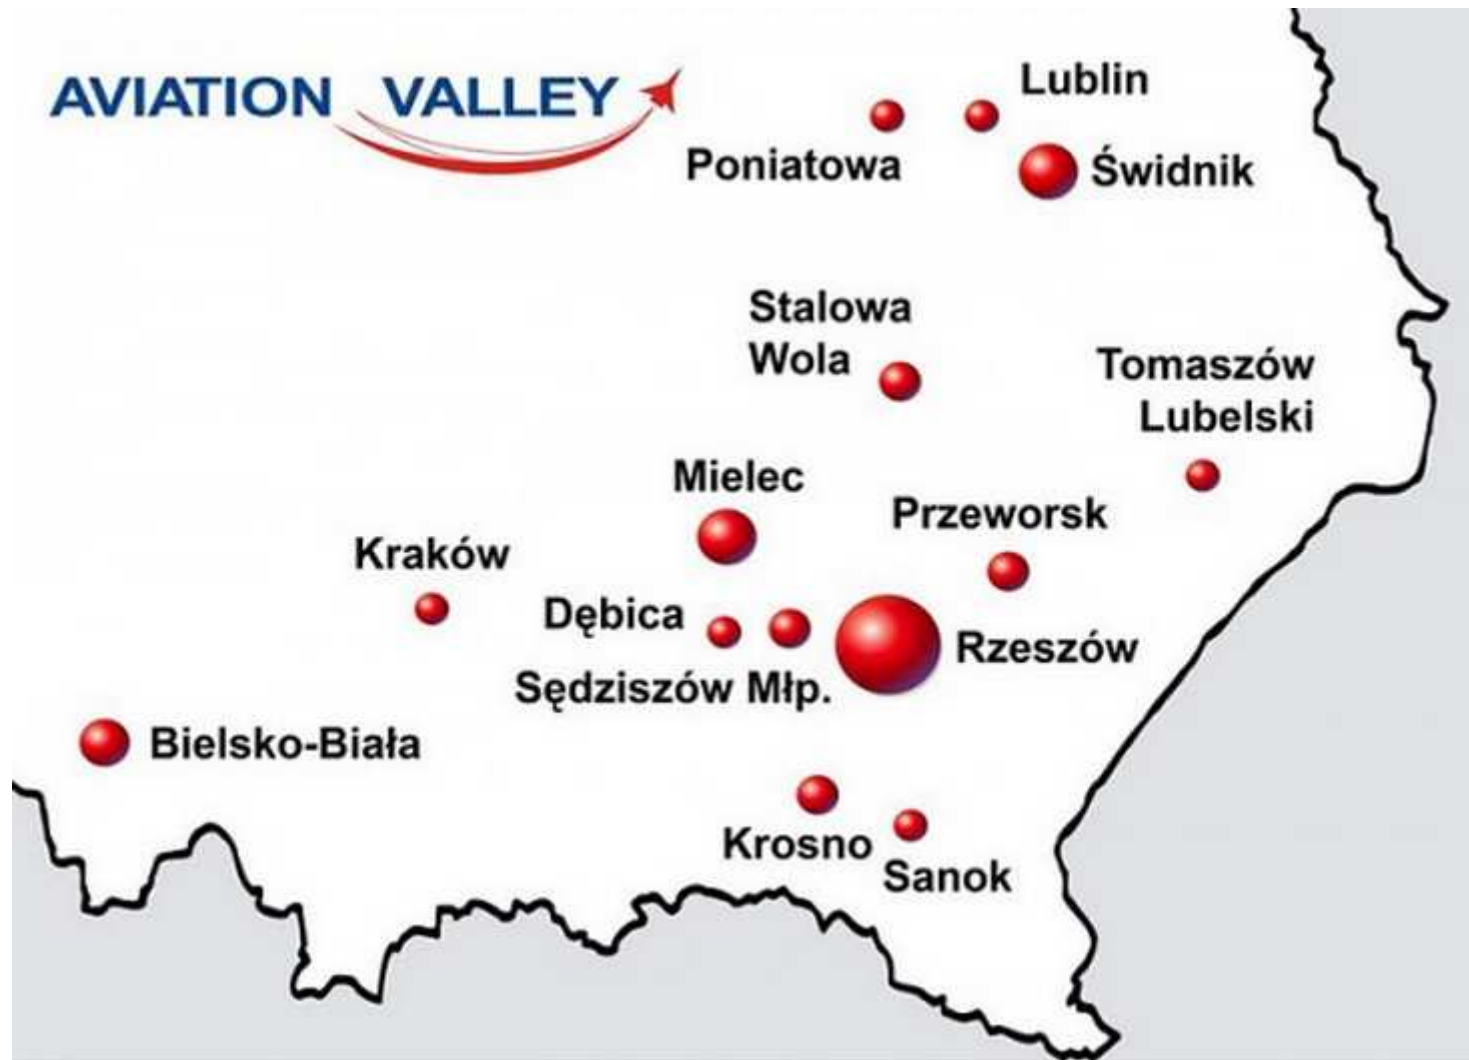 AVIATION VALLEY
Lublin
Poniatowa
Świdnik
Stalowa
Wola
Tomaszów
Lubelski
Mielec
Przeworsk
Kraków
Dębica
Rzeszów
Sędziszów Młp.
Bielsko-Biała
Krosno
Sanok